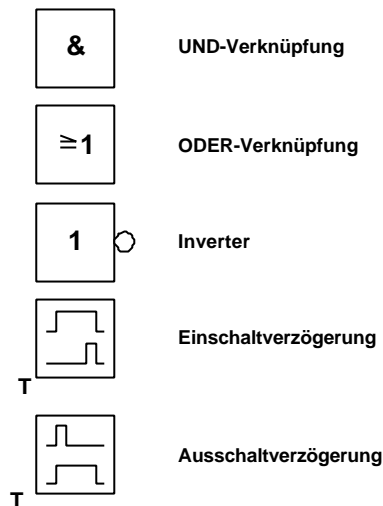 & UND-Verknüpfung
≧1 ODER-Verknüpfung
1 Inverter
Einschaltverzögerung
T
Ausschaltverzögerung
T